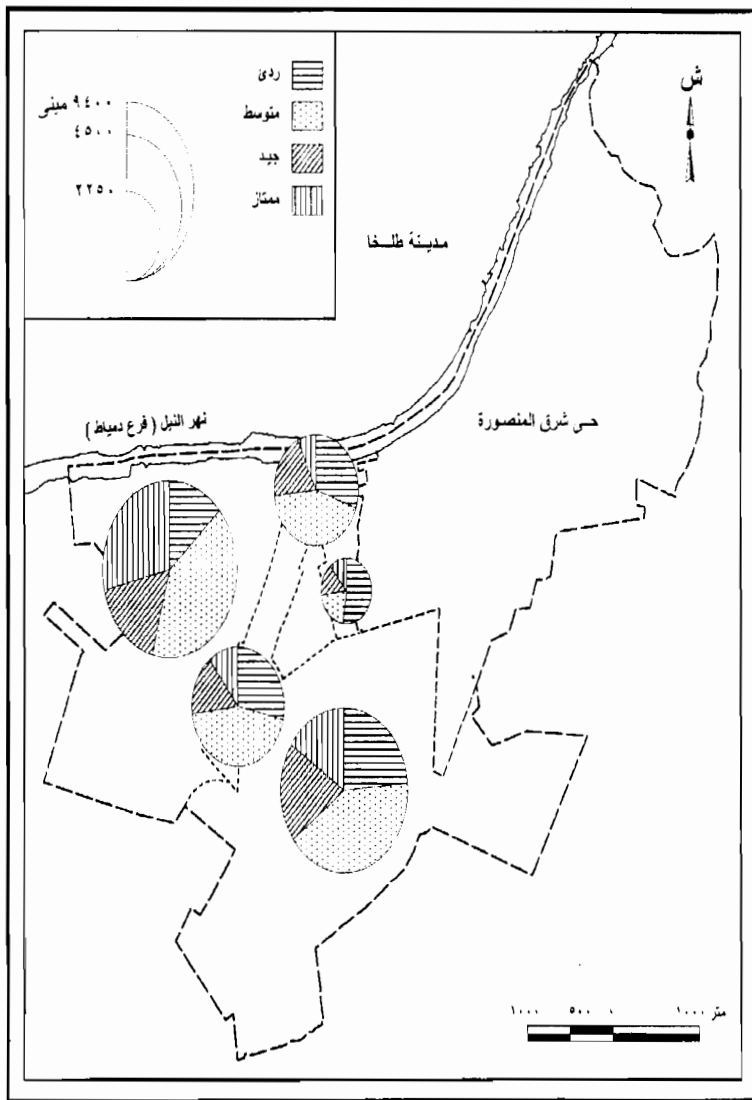 ردئ
متوسط
جيد
ممتاز
٩٤٠٠ مبنى
٤٥٠٠
٢٢٥٠
ش
مدينة طلخا
نهر النيل ( فرع دمياط )
حى شرق المنصورة
١٠٠٠ ٥٠٠ ٠ ١٠٠٠ متر